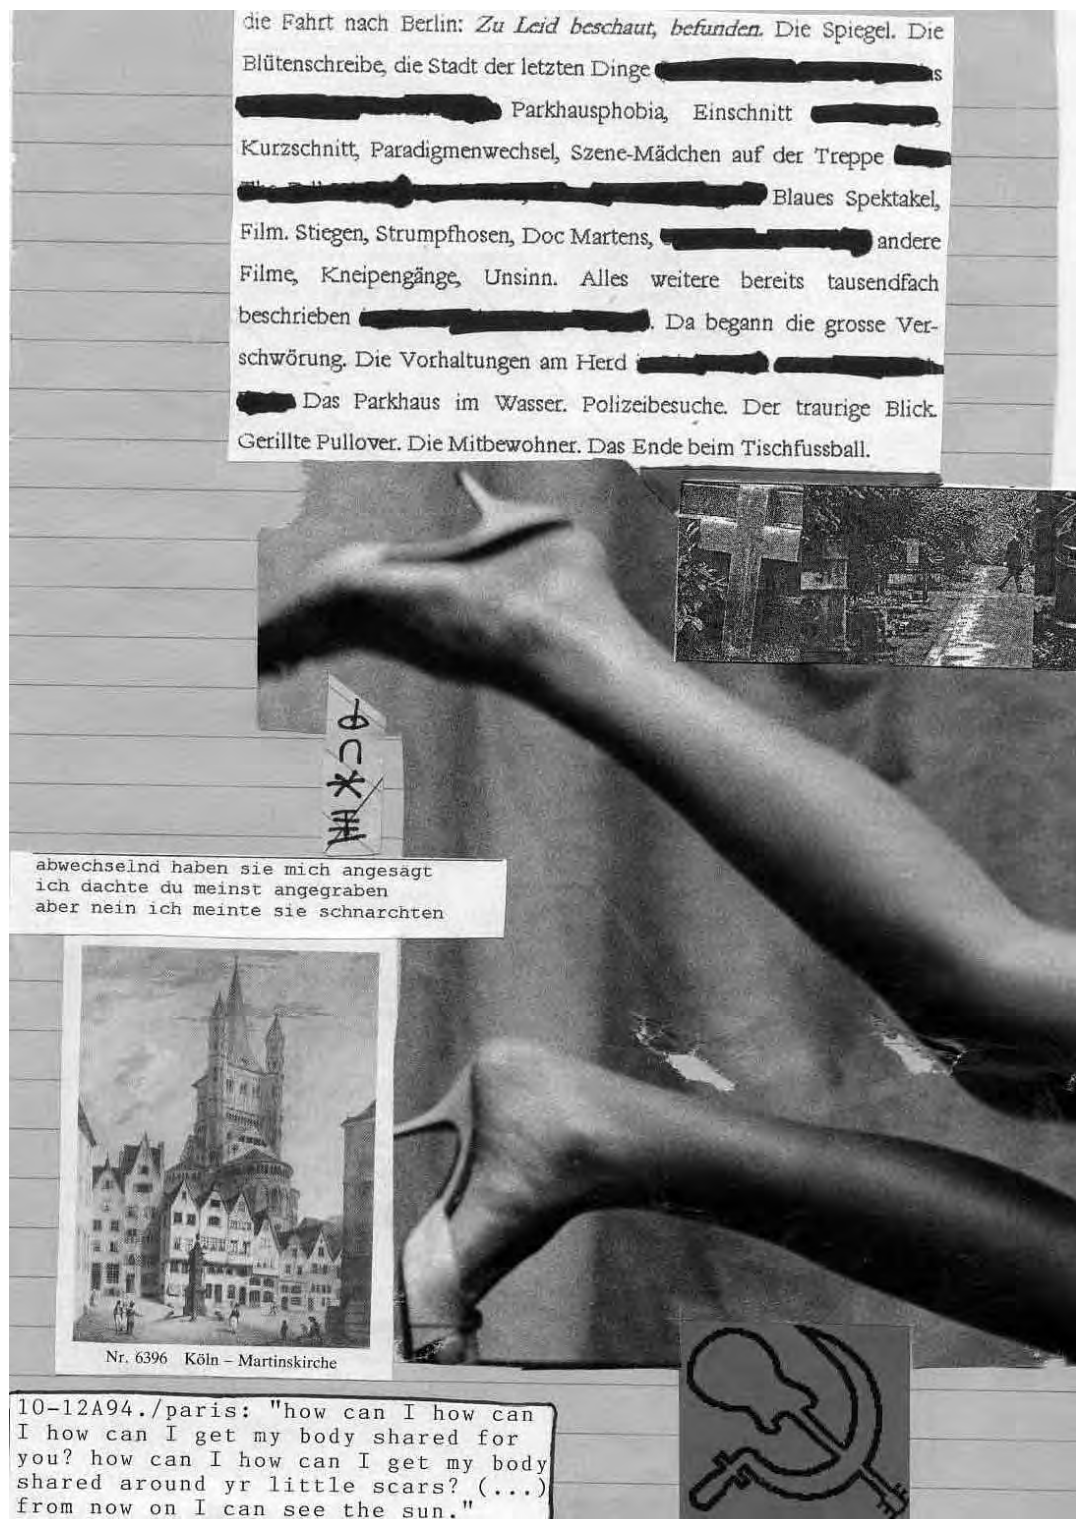 die Fahrt nach Berlin: Zu Leid beschaut, befunden. Die Spiegel. Die
Blütenschreibe, die Stadt der letzten Dinge
Parkhausphobia, Einschnitt
Kurzschnitt, Paradigmenwechsel, Szene-Mädchen auf der Treppe
Blaues Spektakel,
Film. Stiegen, Strumpfhosen, Doc Martens, andere
Filme, Kneipengänge, Unsinn. Alles weitere bereits tausendfach
beschrieben . Da begann die grosse Ver-
schwörung. Die Vorhaltungen am Herd
Das Parkhaus im Wasser. Polizeibesuche. Der traurige Blick.
Gerillte Pullover. Die Mitbewohner. Das Ende beim Tischfussball.
abwechselnd haben sie mich angesägt
ich dachte du meinst angegraben
aber nein ich meinte sie schnarchten
Nr. 6396 Köln – Martinskirche
10-12A94./paris: "how can I how can
I how can I get my body shared for
you? how can I how can I get my body
shared around yr little scars? (...)
from now on I can see the sun."